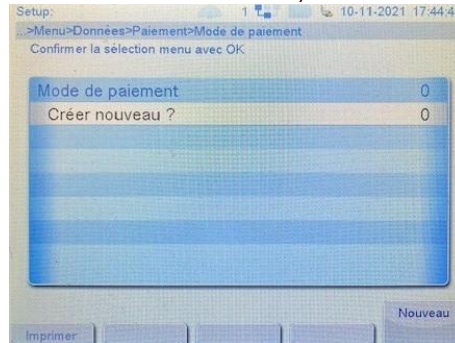 Setup: 1 10-11-2021 17:44:4
...>Menu>Données>Paiement>Mode de paiement
Confirmer la sélection menu avec OK
Mode de paiement 0
Créer nouveau ? 0
Nouveau
Imprimer